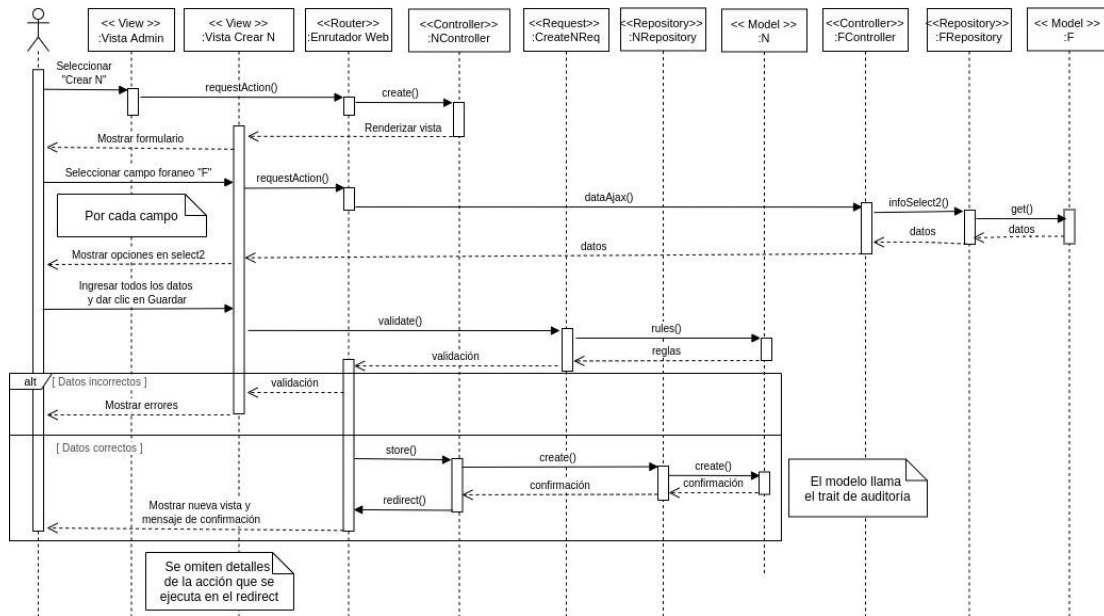 << View >>
:Vista Admin
<< View >>
:Vista Crear N
<<Router>>
:Enrutador Web
<<Controller>>
:NController
<<Request>>
:CreateNReq
<<Repository>>
:NRepository
<< Model >>
:N
<<Controller>>
:FController
<<Repository>>
:FRepository
<< Model >>
:F
Seleccionar
"Crear N"
requestAction()
create()
Renderizar vista
Mostrar formulario
Seleccionar campo foraneo "F"
requestAction()
dataAjax()
infoSelect2()
get()
Por cada campo
datos
datos
datos
Mostrar opciones en select2
Ingresar todos los datos
y dar clic en Guardar
validate()
rules()
reglas
validación
alt
[ Datos incorrectos ]
validación
Mostrar errores
[ Datos correctos ]
store()
create()
create()
confirmación
confirmación
redirect()
El modelo llama
el trait de auditoría
Mostrar nueva vista y
mensaje de confirmación
Se omiten detalles
de la acción que se
ejecuta en el redirect